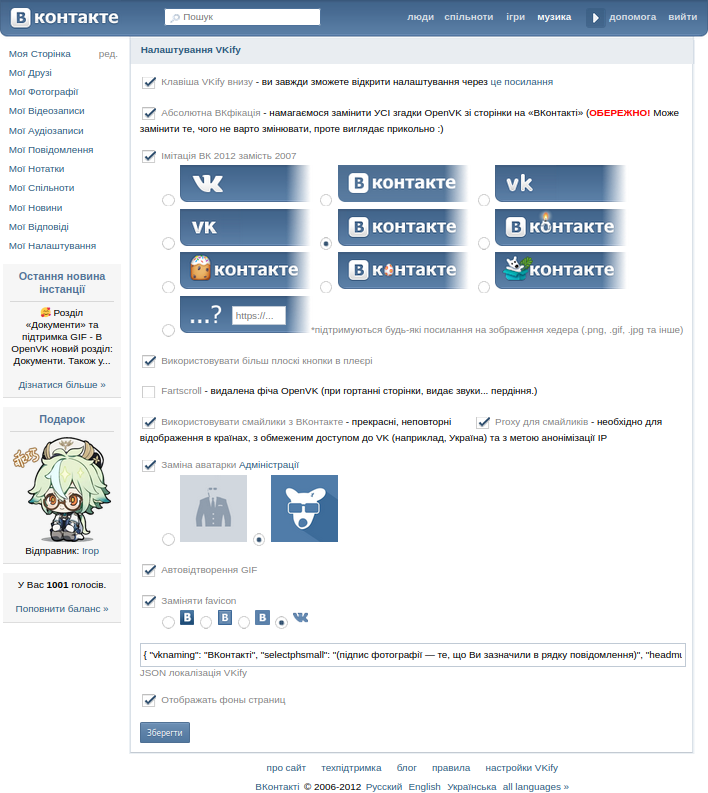 В контакте
Пошук
люди спільноти ігри музика допомога вийти
Моя Сторінка ред.
Мої Друзі
Мої Фотографії
Мої Відеозаписи
Мої Аудіозаписи
Мої Повідомлення
Мої Нотатки
Мої Спільноти
Мої Новини
Мої Відповіді
Мої Налаштування
Остання новина
інстанції
🥰 Розділ
«Документи» та
підтримка GIF - В
OpenVK новий розділ:
Документи. Також у...
Дізнатися більше »
Подарок
Відправник: Ігор
У Вас 1001 голосів.
Поповнити баланс »
Налаштування VKify
Клавіша VKify внизу - ви завжди зможете відкрити налаштування через це посилання
Абсолютна ВКфікація - намагаємося замінити УСІ згадки OpenVK зі сторінки на «ВКонтакті» (ОБЕРЕЖНО! Може
замінити те, чого не варто змінювати, проте виглядає прикольно :)
Імітація ВК 2012 замість 2007
VK В контакте vk
VK В контакте В контакте
контакте В контакте контакте
...? https://...
*підтримуються будь-які посилання на зображення хедера (.png, .gif, .jpg та інше)
Використовувати більш плоскі кнопки в плеєрі
Fartscroll - видалена фіча OpenVK (при гортанні сторінки, видає звуки... пердіння.)
Використовувати смайлики з ВКонтакте - прекрасні, неповторні Proxy для смайликів - необхідно для
відображення в країнах, з обмеженим доступом до VK (наприклад, Україна) та з метою анонімізації IP
Заміна аватарки Адміністрації
Автовідтворення GIF
Заміняти favicon
В В В VK
{ "vknaming": "ВКонтакті", "selectphsmall": "(підпис фотографії — те, що Ви зазначили в рядку повідомлення)", "headmu
JSON локалізація VKify
Отображать фоны страниц
Зберегти
про сайт техпідтримка блог правила настройки VKify
ВКонтакті © 2006-2012 Русский English Українська all languages »